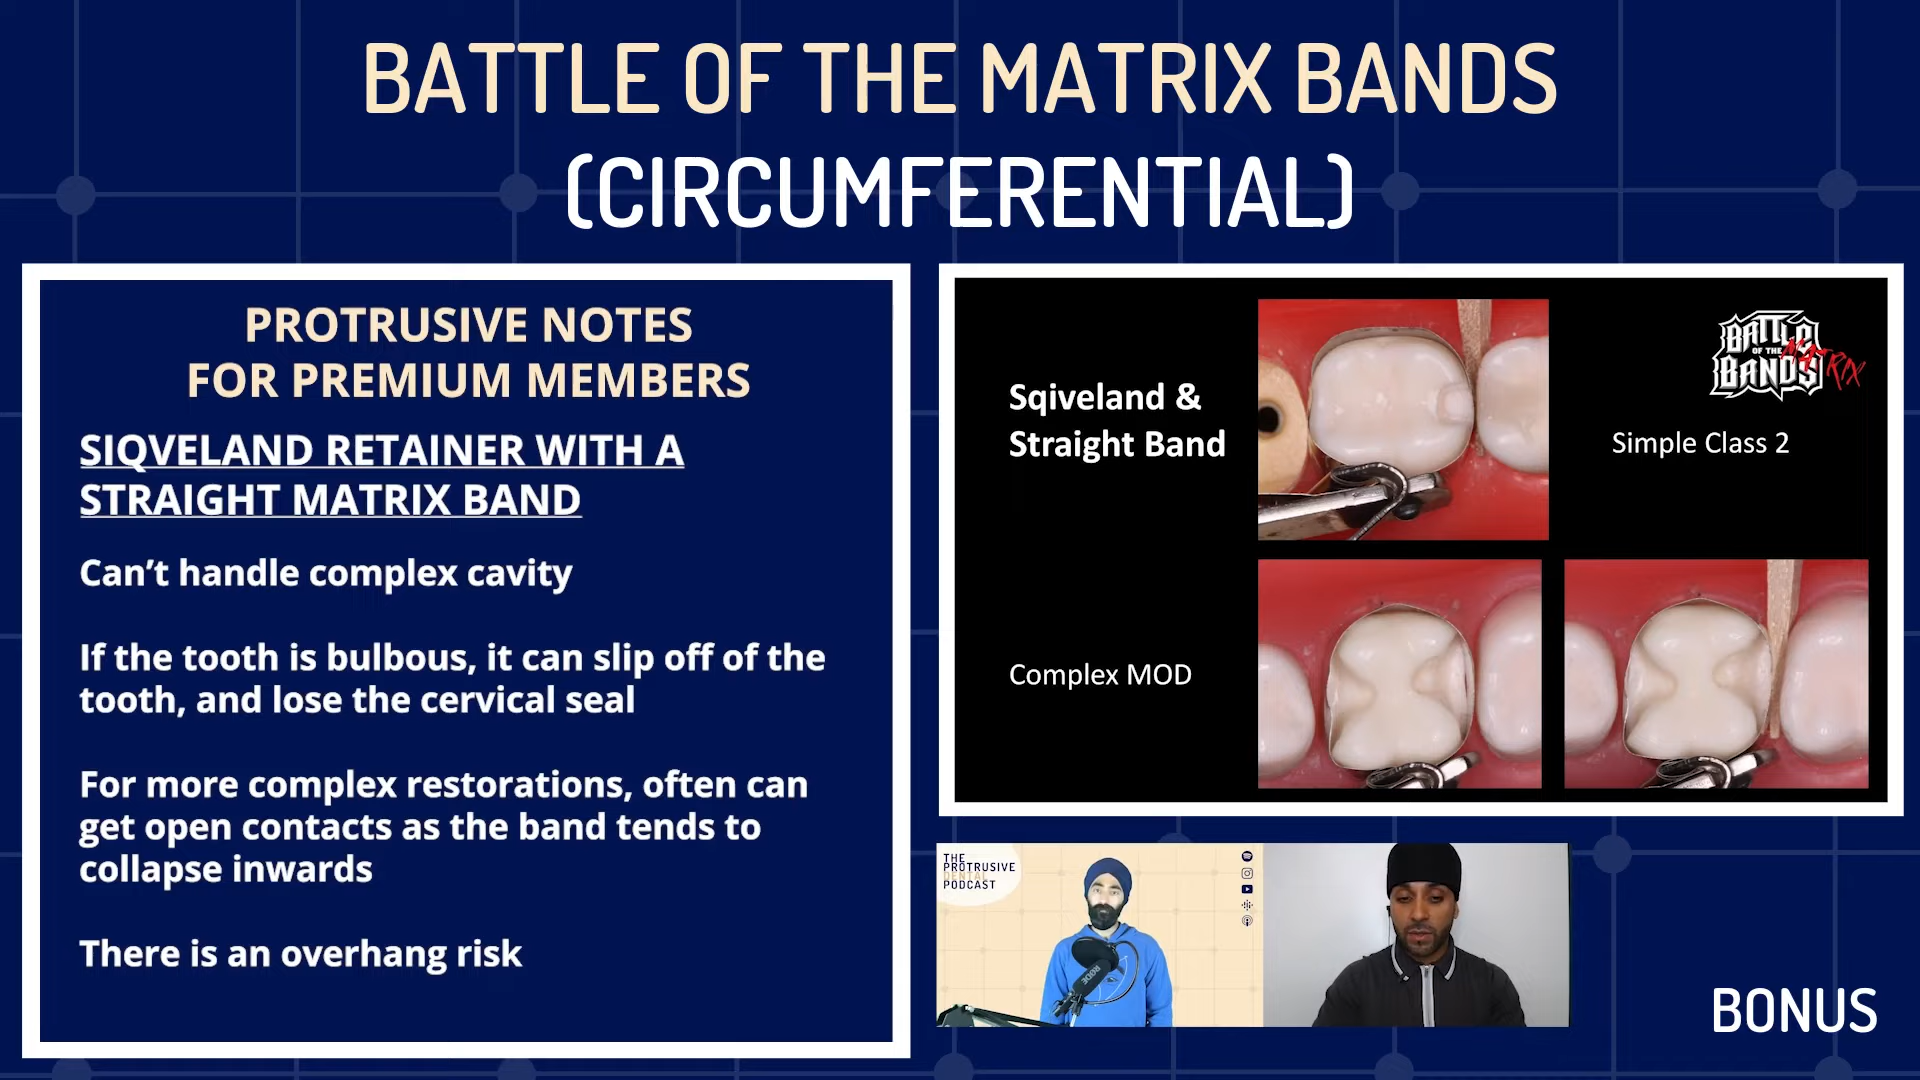 BATTLE OF THE MATRIX BANDS
(CIRCUMFERENTIAL)
PROTRUSIVE NOTES
FOR PREMIUM MEMBERS
SIQVELAND RETAINER WITH A
STRAIGHT MATRIX BAND
Can’t handle complex cavity
If the tooth is bulbous, it can slip off of the
tooth, and lose the cervical seal
For more complex restorations, often can
get open contacts as the band tends to
collapse inwards
There is an overhang risk
Sqiveland &
Straight Band
BATTLE
OF THE MATRIX
BANDS
Simple Class 2
Complex MOD
THE
PROTRUSIVE
DENTAL
PODCAST
RODE
BONUS